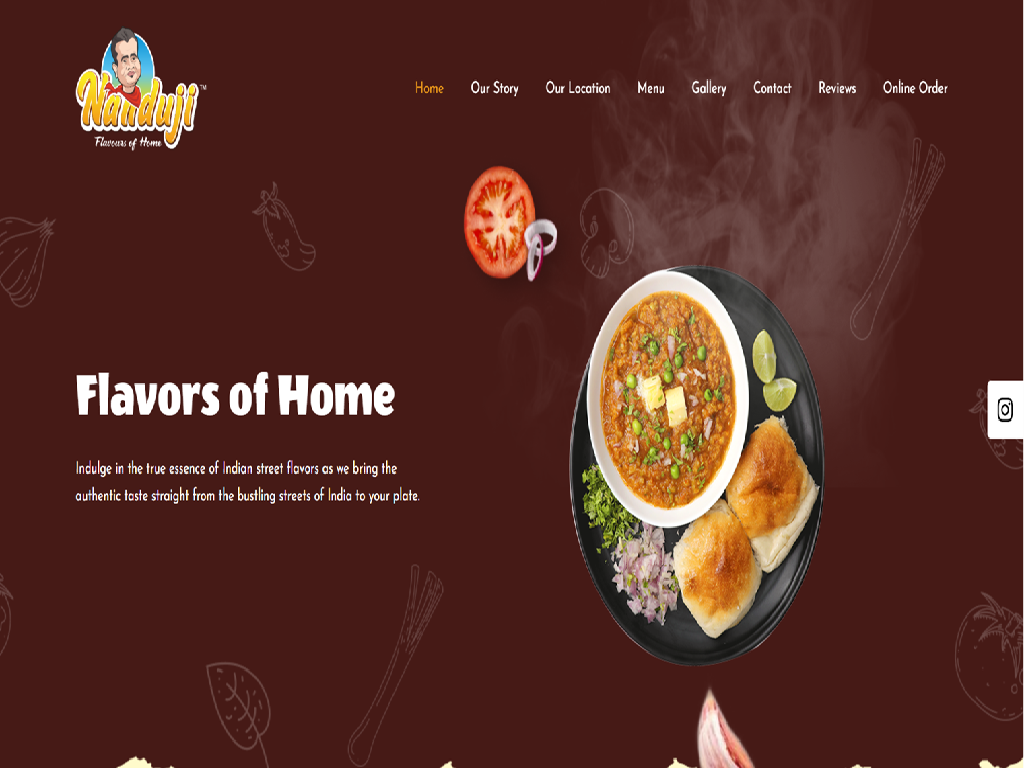 Nanduji™
Flavours of Home
Home Our Story Our Location Menu Gallery Contact Reviews Online Order
Flavors of Home
Indulge in the true essence of Indian street flavors as we bring the
authentic taste straight from the bustling streets of India to your plate.